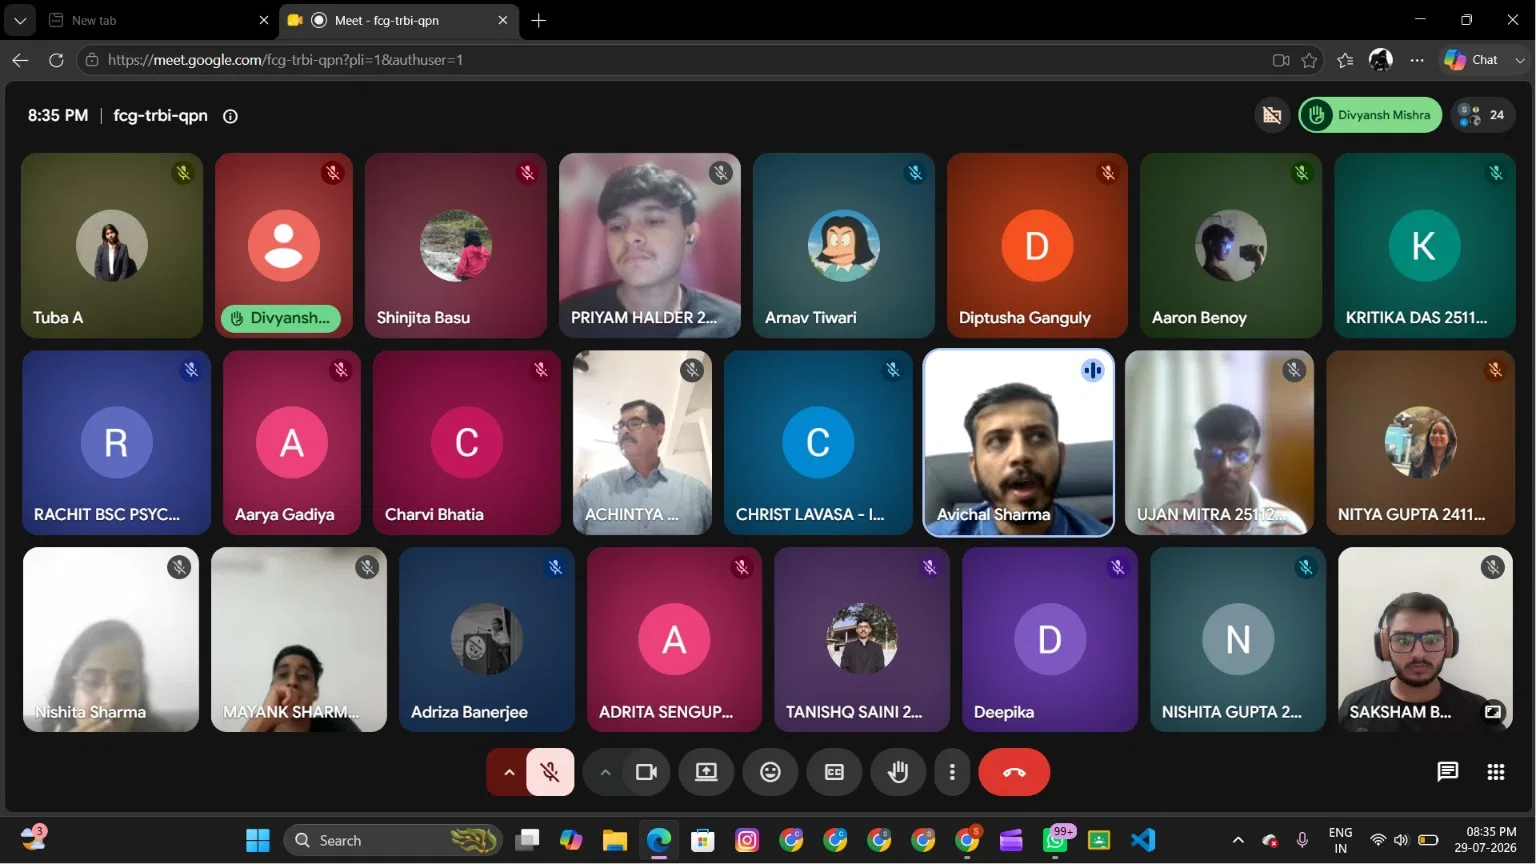 New tab
Meet - fcg-trbi-qpn
https://meet.google.com/fcg-trbi-qpn?pli=1&authuser=1
Chat
8:35 PM | fcg-trbi-qpn
Divyansh Mishra
24
Tuba A
Divyansh...
Shinjita Basu
PRIYAM HALDER 2...
Arnav Tiwari
D
Diptusha Ganguly
Aaron Benoy
K
KRITIKA DAS 2511...
R
RACHIT BSC PSYC...
A
Aarya Gadiya
C
Charvi Bhatia
ACHINTYA ...
C
CHRIST LAVASA - I...
Avichal Sharma
UJAN MITRA 25112...
NITYA GUPTA 2411...
Nishita Sharma
MAYANK SHARM...
Adriza Banerjee
A
ADRITA SENGUP...
TANISHQ SAINI 2...
D
Deepika
N
NISHITA GUPTA 2...
SAKSHAM B...
3
Search
99+
ENG
IN
08:35 PM
29-07-2026